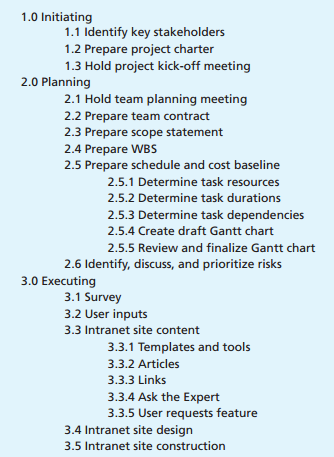 1.0 Initiating
1.1 Identify key stakeholders
1.2 Prepare project charter
1.3 Hold project kick-off meeting
2.0 Planning
2.1 Hold team planning meeting
2.2 Prepare team contract
2.3 Prepare scope statement
2.4 Prepare WBS
2.5 Prepare schedule and cost baseline
2.5.1 Determine task resources
2.5.2 Determine task durations
2.5.3 Determine task dependencies
2.5.4 Create draft Gantt chart
2.5.5 Review and finalize Gantt chart
2.6 Identify, discuss, and prioritize risks
3.0 Executing
3.1 Survey
3.2 User inputs
3.3 Intranet site content
3.3.1 Templates and tools
3.3.2 Articles
3.3.3 Links
3.3.4 Ask the Expert
3.3.5 User requests feature
3.4 Intranet site design
3.5 Intranet site construction